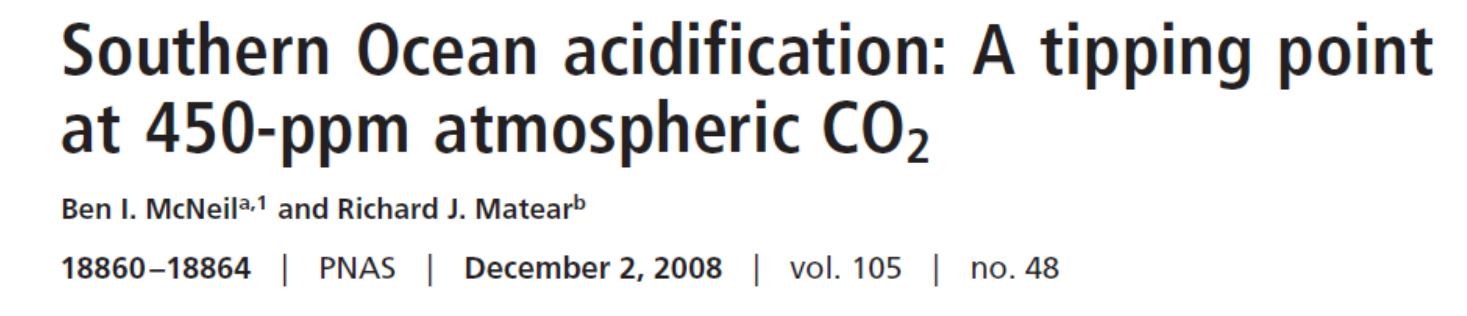 Southern Ocean acidification: A tipping point
at 450-ppm atmospheric CO₂
Ben I. McNeilᵃ,¹ and Richard J. Matearᵇ
18860–18864 | PNAS | December 2, 2008 | vol. 105 | no. 48